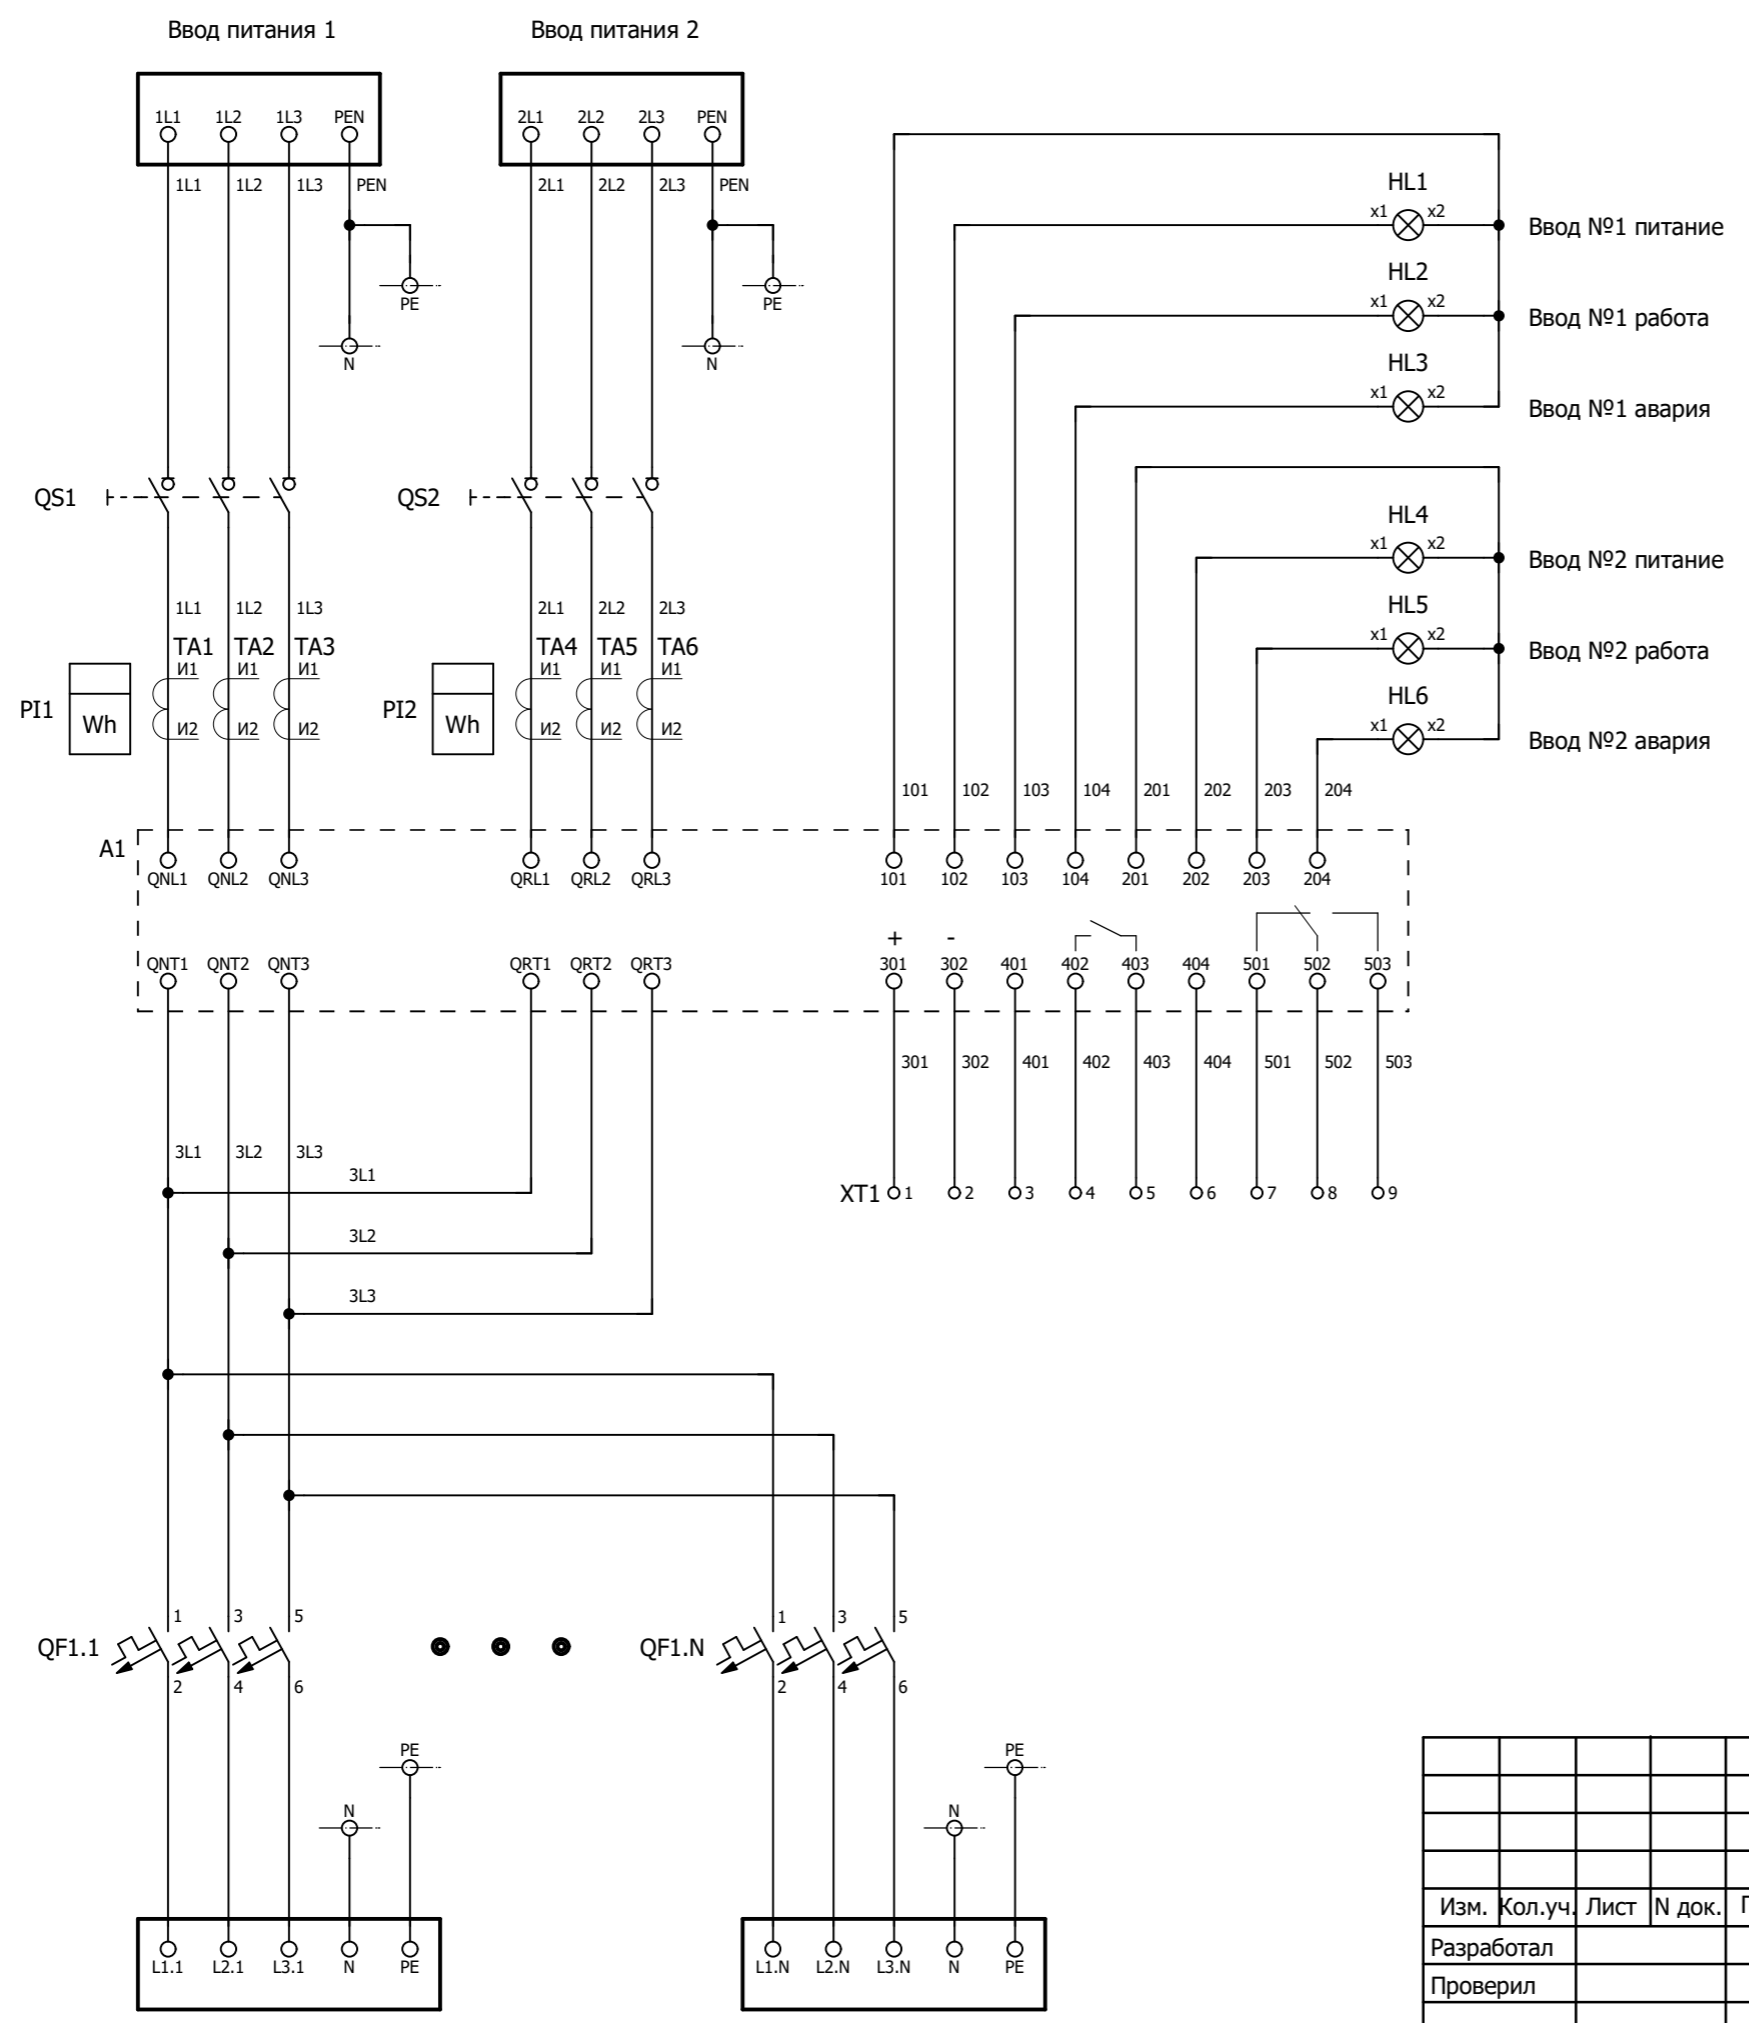 Ввод питания 1 Ввод питания 2
1L1 1L2 1L3 PEN 2L1 2L2 2L3 PEN
1L1 1L2 1L3 PEN 2L1 2L2 2L3 PEN
HL1
x1 x2
Ввод №1 питание
HL2
x1 x2
Ввод №1 работа
PE PE
N N
HL3
x1 x2
Ввод №1 авария
QS1 QS2
HL4
x1 x2
Ввод №2 питание
1L1 1L2 1L3 2L1 2L2 2L3
HL5
x1 x2
Ввод №2 работа
TA1 TA2 TA3 TA4 TA5 TA6
И1 И1 И1 И1 И1 И1
HL6
x1 x2
Ввод №2 авария
PI1 Wh PI2 Wh
И2 И2 И2 И2 И2 И2
101 102 103 104 201 202 203 204
A1
QNL1 QNL2 QNL3 QRL1 QRL2 QRL3 101 102 103 104 201 202 203 204
+ -
QNT1 QNT2 QNT3 QRT1 QRT2 QRT3 301 302 401 402 403 404 501 502 503
301 302 401 402 403 404 501 502 503
3L1 3L2 3L3
3L1
XT1 1 2 3 4 5 6 7 8 9
3L2
3L3
1 3 5 1 3 5
QF1.1 QF1.N
2 4 6 2 4 6
PE PE
N N
L1.1 L2.1 L3.1 N PE L1.N L2.N L3.N N PE
Изм. Кол.уч. Лист N док.
Разработал
Проверил